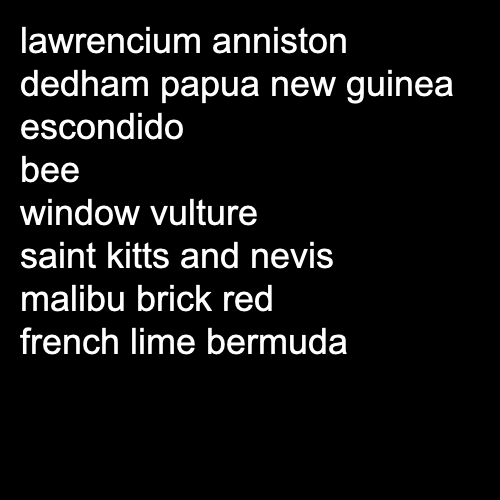 lawrencium anniston
dedham papua new guinea
escondido
bee
window vulture
saint kitts and nevis
malibu brick red
french lime bermuda